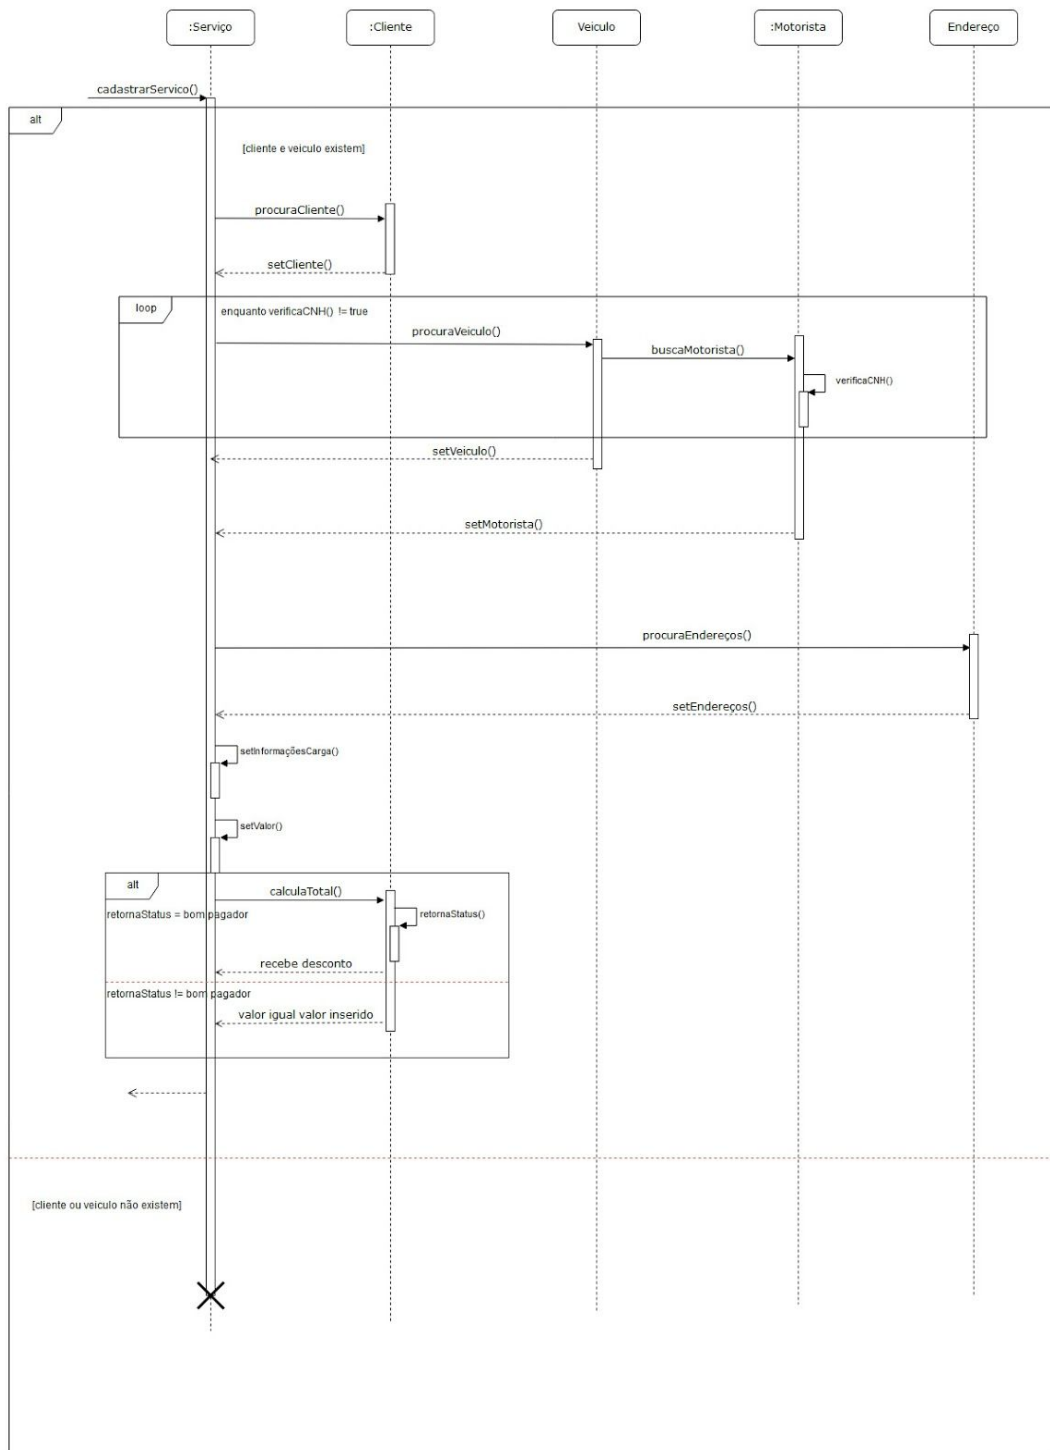 :Serviço
:Cliente
Veiculo
:Motorista
Endereço
cadastrarServico()
alt
[cliente e veiculo existem]
procuraCliente()
setCliente()
loop
enquanto verificaCNH() != true
procuraVeiculo()
buscaMotorista()
verificaCNH()
setVeiculo()
setMotorista()
procuraEndereços()
setEndereços()
setInformaçõesCarga()
setValor()
alt
calculaTotal()
retornaStatus = bom pagador
retornaStatus()
recebe desconto
retornaStatus != bom pagador
valor igual valor inserido
[cliente ou veiculo não existem]